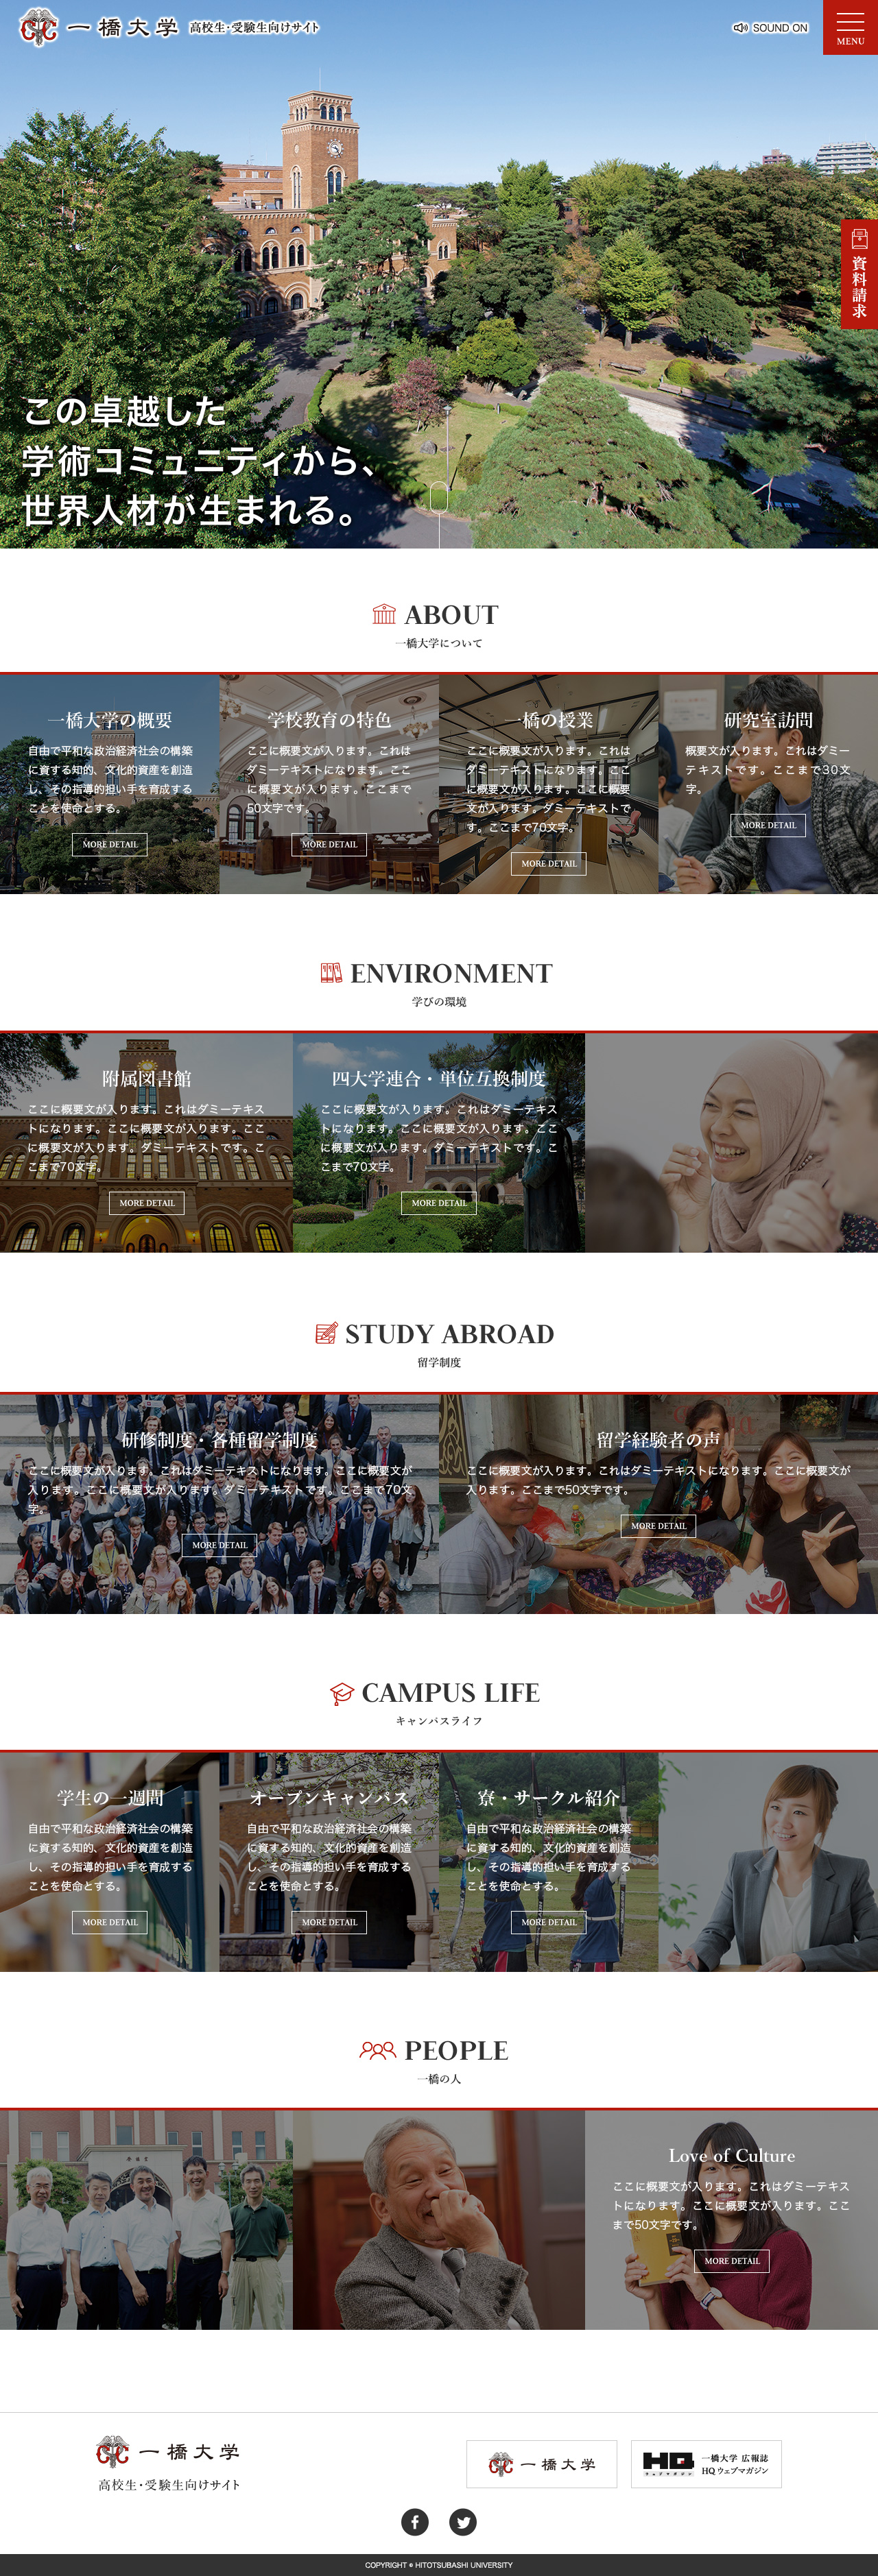 一橋大学 高校生・受験生向けサイト
SOUND ON
MENU
資料請求
この卓越した
学術コミュニティから、
世界人材が生まれる。
ABOUT
一橋大学について
一橋大学の概要
自由で平和な政治経済社会の構築
に資する知的、文化的資産を創造
し、その指導的担い手を育成する
ことを使命とする。
MORE DETAIL
学校教育の特色
ここに概要文が入ります。これは
ダミーテキストになります。ここ
に概要文が入ります。ここまで
50文字です。
MORE DETAIL
一橋の授業
ここに概要文が入ります。これは
ダミーテキストになります。ここ
に概要文が入ります。ここに概要
文が入ります。ダミーテキストで
す。ここまで70文字。
MORE DETAIL
研究室訪問
概要文が入ります。これはダミー
テキストです。ここまで30文
字。
MORE DETAIL
ENVIRONMENT
学びの環境
附属図書館
ここに概要文が入ります。これはダミーテキス
トになります。ここに概要文が入ります。ここ
に概要文が入ります。ダミーテキストです。こ
こまで70文字。
MORE DETAIL
四大学連合・単位互換制度
ここに概要文が入ります。これはダミーテキス
トになります。ここに概要文が入ります。ここ
に概要文が入ります。ダミーテキストです。こ
こまで70文字。
MORE DETAIL
STUDY ABROAD
留学制度
研修制度・各種留学制度
ここに概要文が入ります。これはダミーテキストになります。ここに概要文が
入ります。ここに概要文が入ります。ダミーテキストです。ここまで70文
字。
MORE DETAIL
留学経験者の声
ここに概要文が入ります。これはダミーテキストになります。ここに概要文が
入ります。ここまで50文字です。
MORE DETAIL
CAMPUS LIFE
キャンパスライフ
学生の一週間
自由で平和な政治経済社会の構築
に資する知的、文化的資産を創造
し、その指導的担い手を育成する
ことを使命とする。
MORE DETAIL
オープンキャンパス
自由で平和な政治経済社会の構築
に資する知的、文化的資産を創造
し、その指導的担い手を育成する
ことを使命とする。
MORE DETAIL
寮・サークル紹介
自由で平和な政治経済社会の構築
に資する知的、文化的資産を創造
し、その指導的担い手を育成する
ことを使命とする。
MORE DETAIL
PEOPLE
一橋の人
Love of Culture
ここに概要文が入ります。これはダミーテキス
トになります。ここに概要文が入ります。ここ
まで50文字です。
MORE DETAIL
一橋大学
高校生・受験生向けサイト
一橋大学
HQ
ウェブマガジン
一橋大学 広報誌
HQ ウェブマガジン
COPYRIGHT © HITOTSUBASHI UNIVERSITY